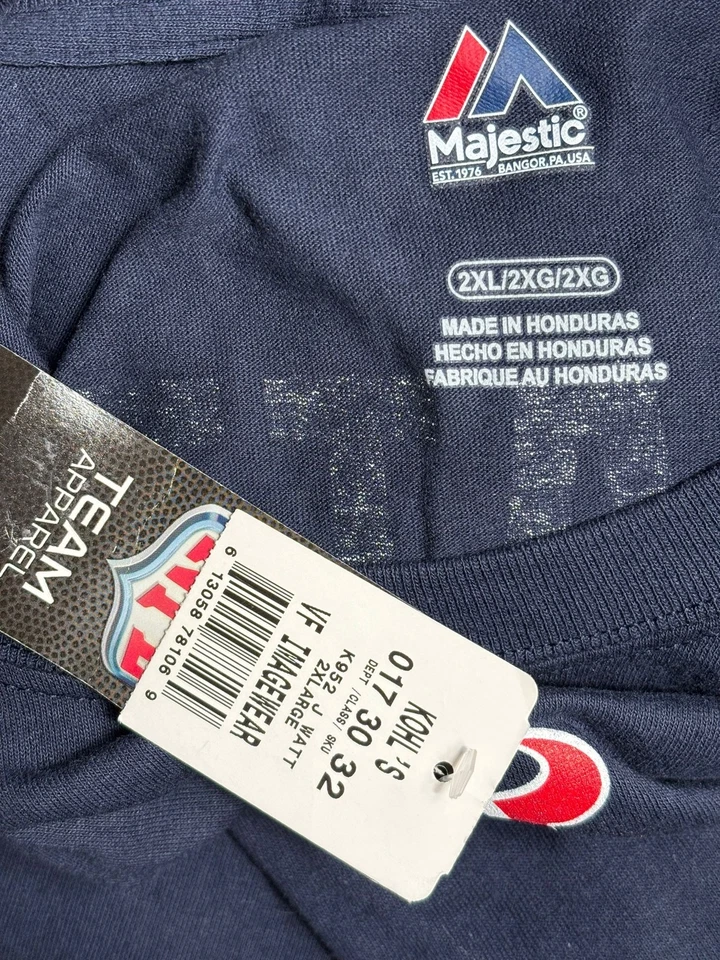 Majestic®
EST. 1976 BANGOR, PA, USA
2XL/2XG/2XG
MADE IN HONDURAS
HECHO EN HONDURAS
FABRIQUE AU HONDURAS
TEAM
APPAREL
KOHL'S
017 30 32
DEPT /CLASS/ SKU
K952 J WATT
2XLARGE
VF IMAGEWEAR
6 13058 78106 9